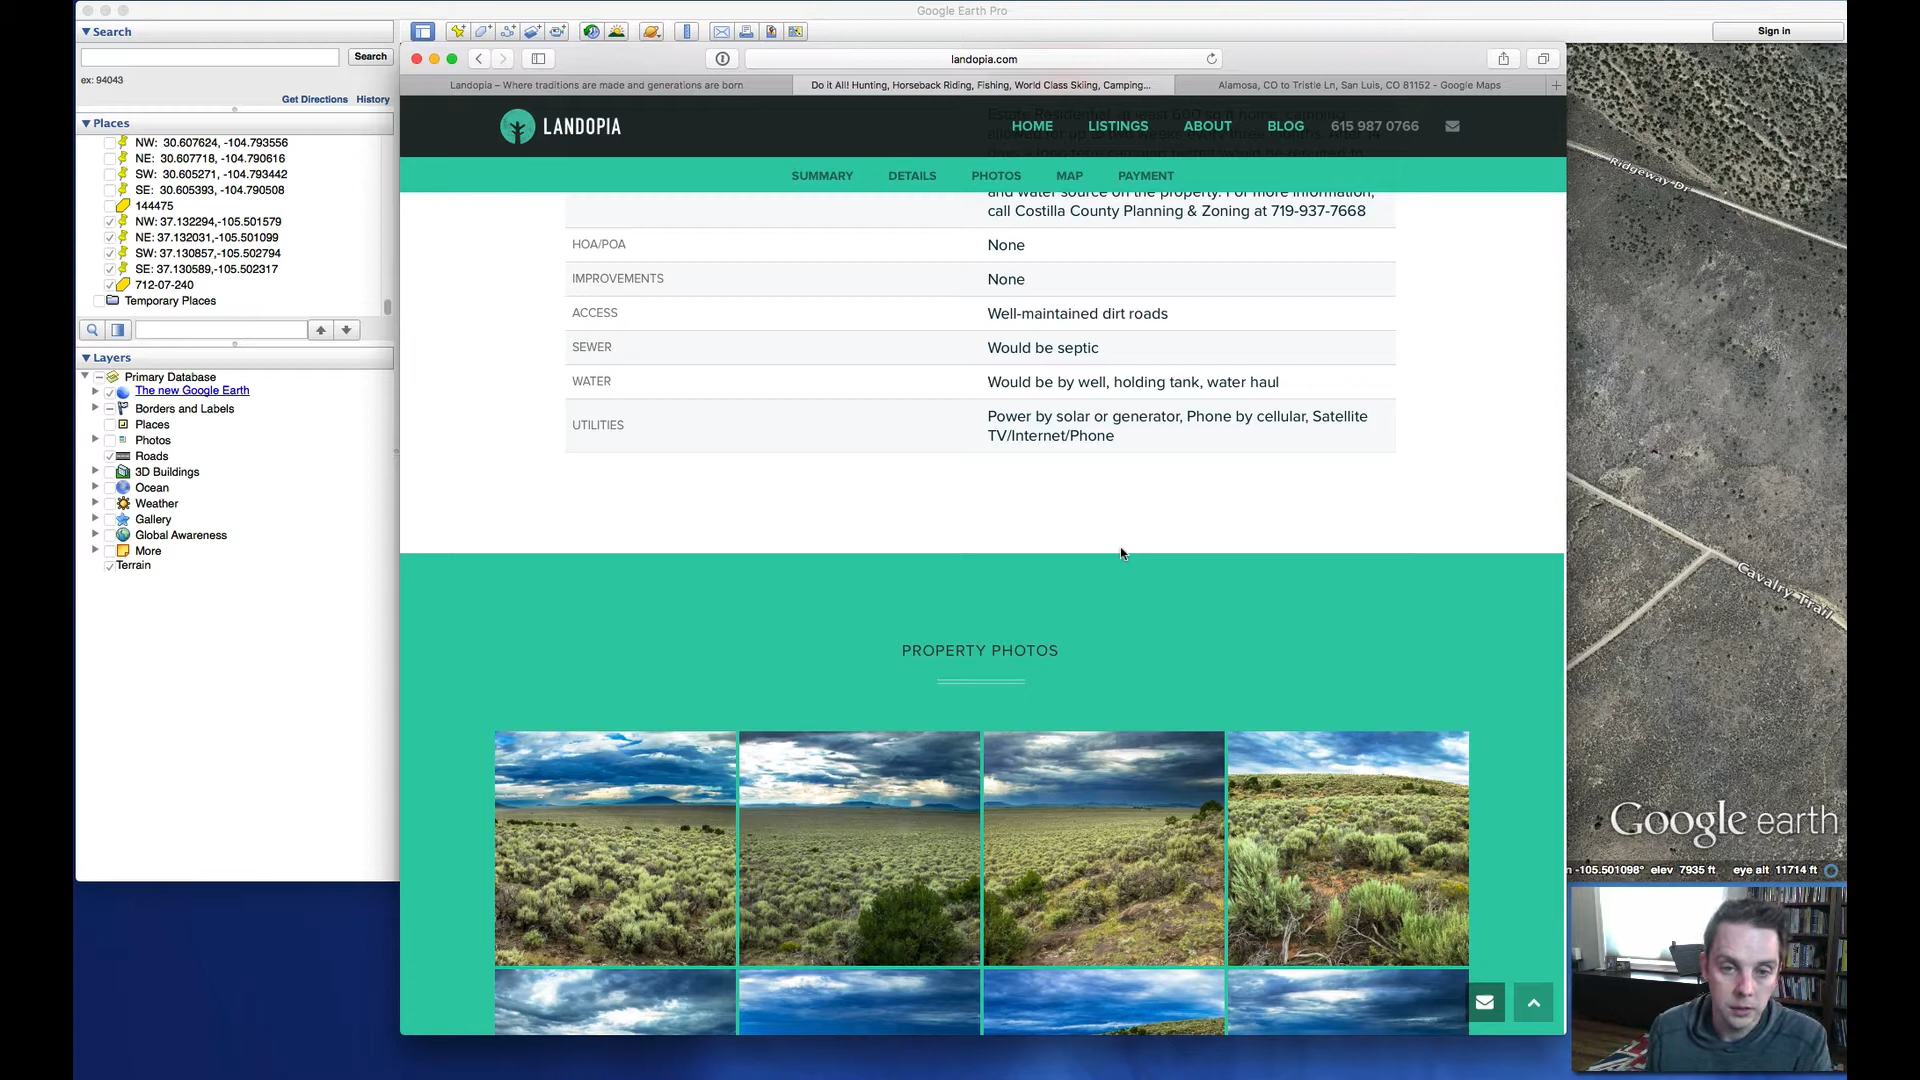 Google Earth Pro
Search
Search
ex: 94043
Get Directions History
Places
NW: 30.607624, -104.793556
NE: 30.607718, -104.790616
SW: 30.605271, -104.793442
SE: 30.605393, -104.790508
144475
NW: 37.132294,-105.501579
NE: 37.132031,-105.501099
SW: 37.130857,-105.502794
SE: 37.130589,-105.502317
712-07-240
Temporary Places
Layers
Primary Database
The new Google Earth
Borders and Labels
Places
Photos
Roads
3D Buildings
Ocean
Weather
Gallery
Global Awareness
More
Terrain
Sign in
landopia.com
Landopia – Where traditions are made and generations are born
Do it All! Hunting, Horseback Riding, Fishing, World Class Skiing, Camping...
Alamosa, CO to Tristle Ln, San Luis, CO 81152 - Google Maps
LANDOPIA
HOME LISTINGS ABOUT BLOG 615 987 0766
SUMMARY DETAILS PHOTOS MAP PAYMENT
and water source on the property. For more information,
call Costilla County Planning & Zoning at 719-937-7668
HOA/POA None
IMPROVEMENTS None
ACCESS Well-maintained dirt roads
SEWER Would be septic
WATER Would be by well, holding tank, water haul
UTILITIES Power by solar or generator, Phone by cellular, Satellite
TV/Internet/Phone
PROPERTY PHOTOS
Ridgeway Dr
Cavalry Trail
Google earth
-105.501098° elev 7935 ft eye alt 11714 ft